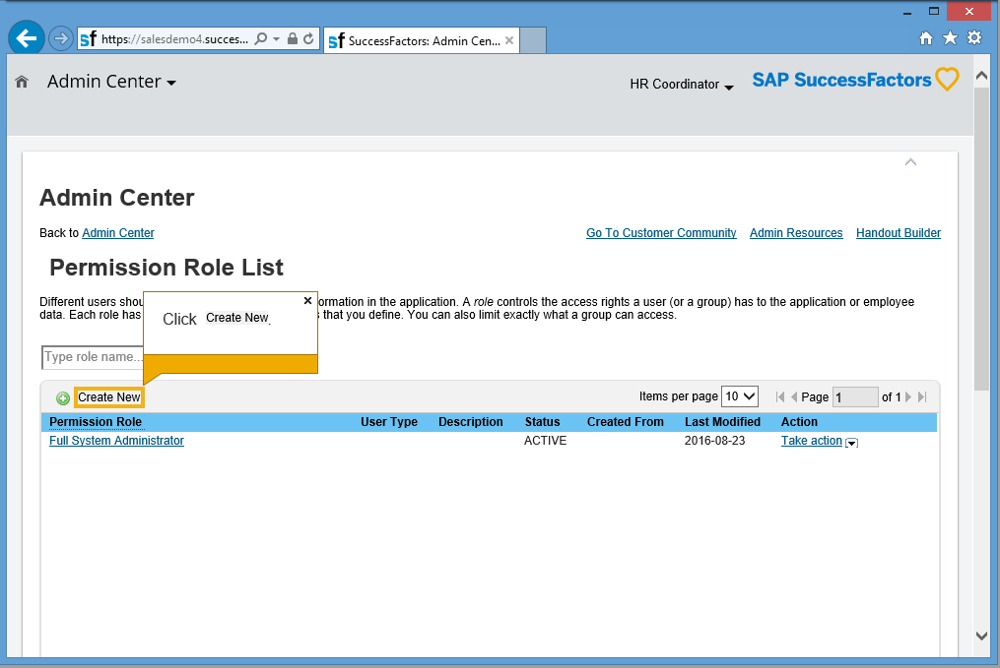 https://salesdemo4.succes...
SuccessFactors: Admin Cen...
Admin Center
HR Coordinator
SAP SuccessFactors
Admin Center
Back to Admin Center
Go To Customer Community Admin Resources Handout Builder
Permission Role List
Different users shou ormation in the application. A role controls the access rights a user (or a group) has to the application or employee
data. Each role has that you define. You can also limit exactly what a group can access.
Click Create New.
Type role name...
Create New
Items per page 10 Page 1 of 1
Permission Role User Type Description Status Created From Last Modified Action
Full System Administrator ACTIVE 2016-08-23 Take action